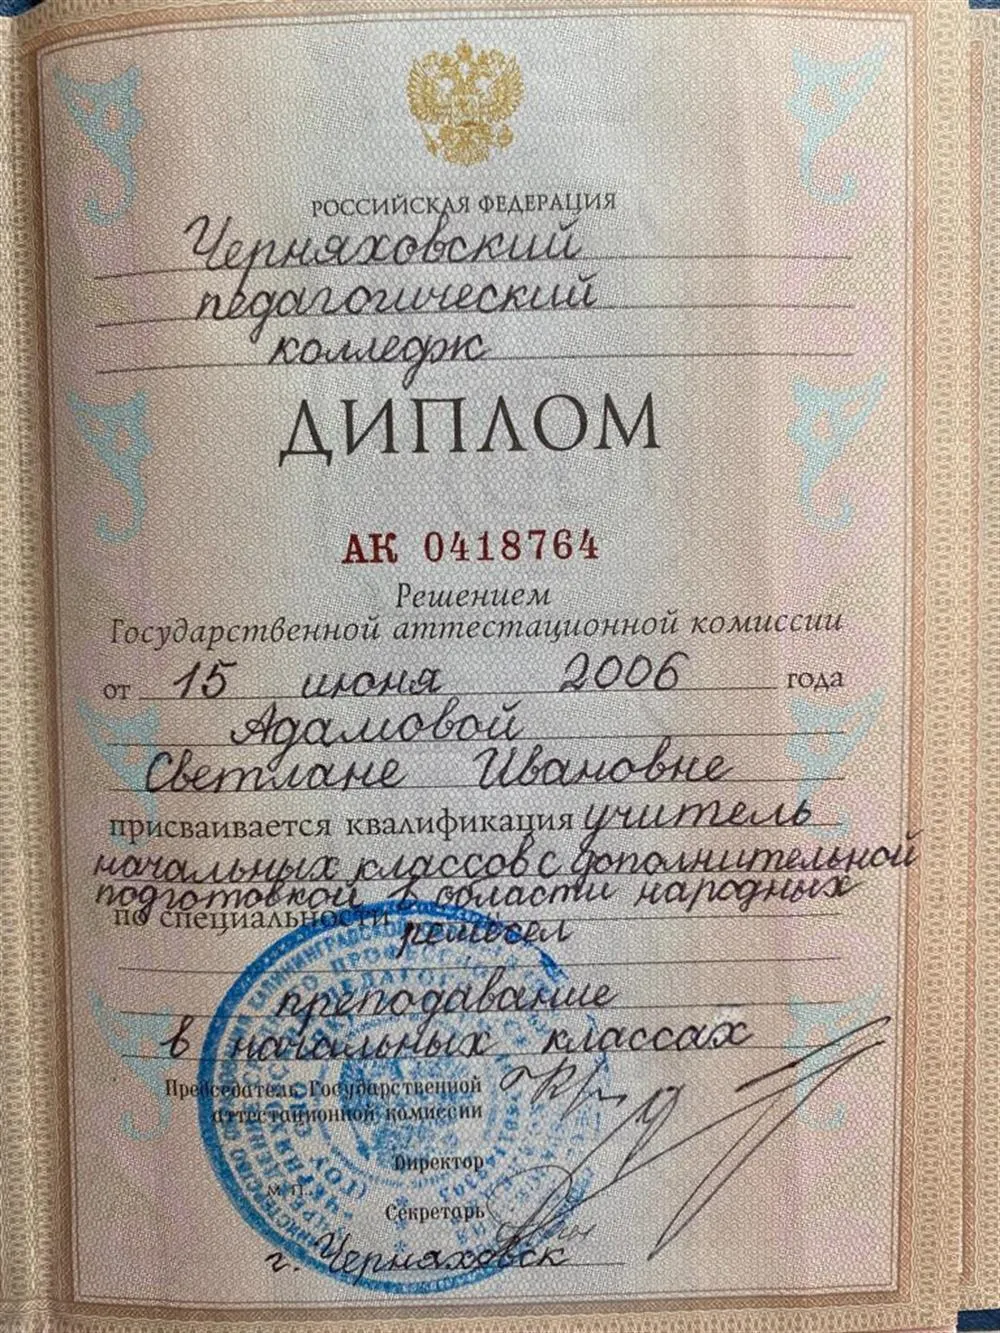 РОССИЙСКАЯ ФЕДЕРАЦИЯ
Черняховский
педагогический
колледж
ДИПЛОМ
АК 0418764
Решением
Государственной аттестационной комиссии
от 15 июня 2006 года
Адамовой
Светлане Ивановне
присваивается квалификация учитель
начальных классов с дополнительной
подготовкой в области народных
по специальности ремесел
преподавание
в начальных классах
Председатель Государственной
аттестационной комиссии
Директор
М. П.
Секретарь
г. Черняховск